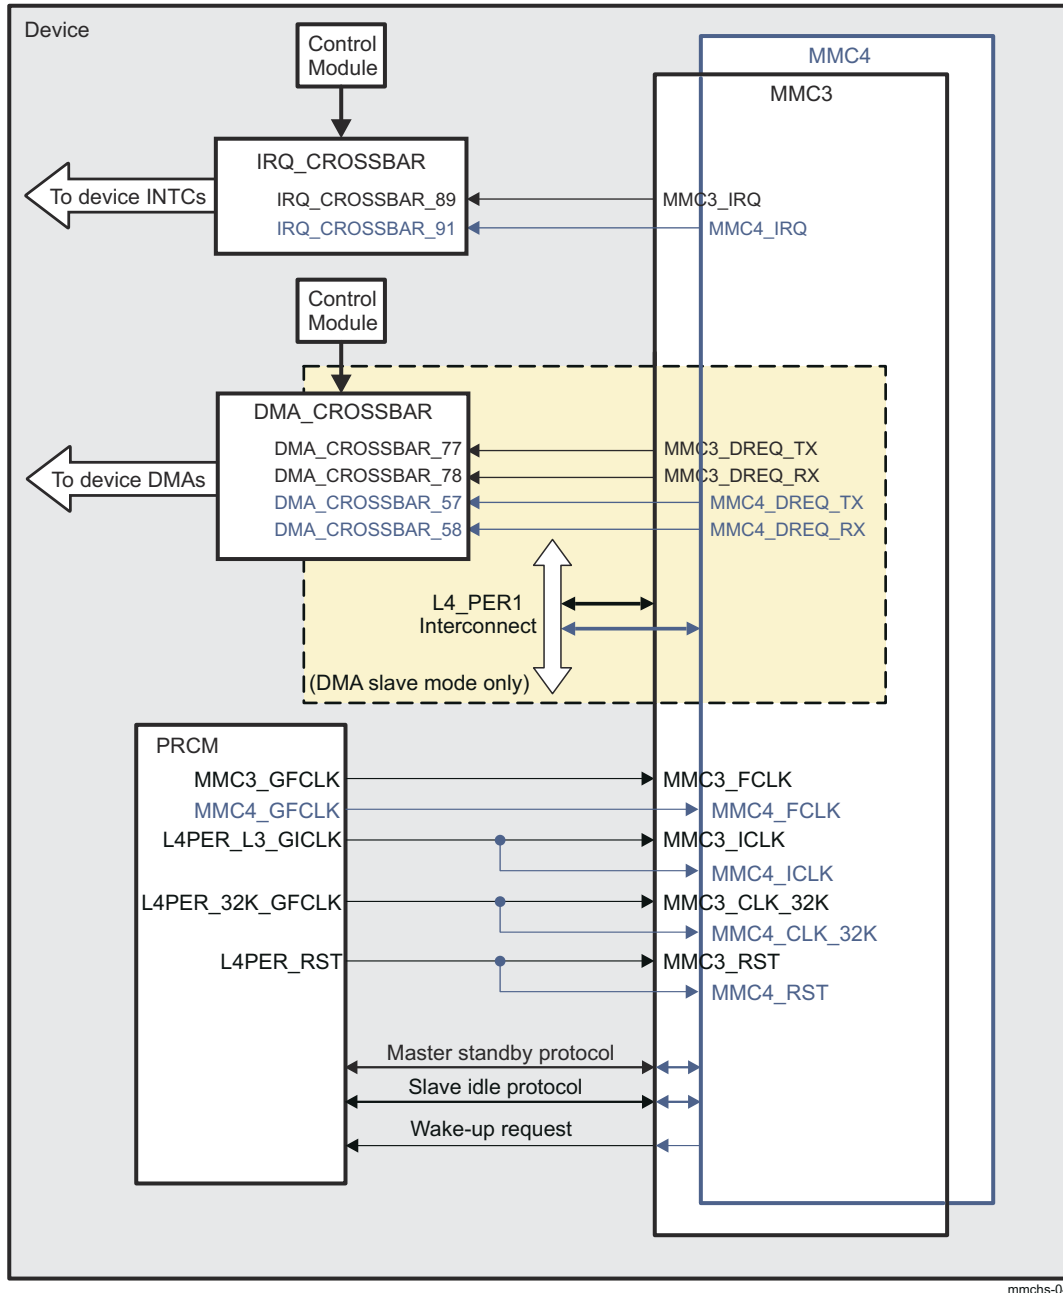 Device
Control
Module
MMC4
MMC3
IRQ_CROSSBAR
To device INTCs
IRQ_CROSSBAR_89
MMC3_IRQ
IRQ_CROSSBAR_91
MMC4_IRQ
Control
Module
DMA_CROSSBAR
To device DMAs
DMA_CROSSBAR_77
MMC3_DREQ_TX
DMA_CROSSBAR_78
MMC3_DREQ_RX
DMA_CROSSBAR_57
MMC4_DREQ_TX
DMA_CROSSBAR_58
MMC4_DREQ_RX
L4_PER1
Interconnect
(DMA slave mode only)
PRCM
MMC3_GFCLK
MMC3_FCLK
MMC4_GFCLK
MMC4_FCLK
L4PER_L3_GICLK
MMC3_ICLK
MMC4_ICLK
L4PER_32K_GFCLK
MMC3_CLK_32K
MMC4_CLK_32K
L4PER_RST
MMC3_RST
MMC4_RST
Master standby protocol
Slave idle protocol
Wake-up request